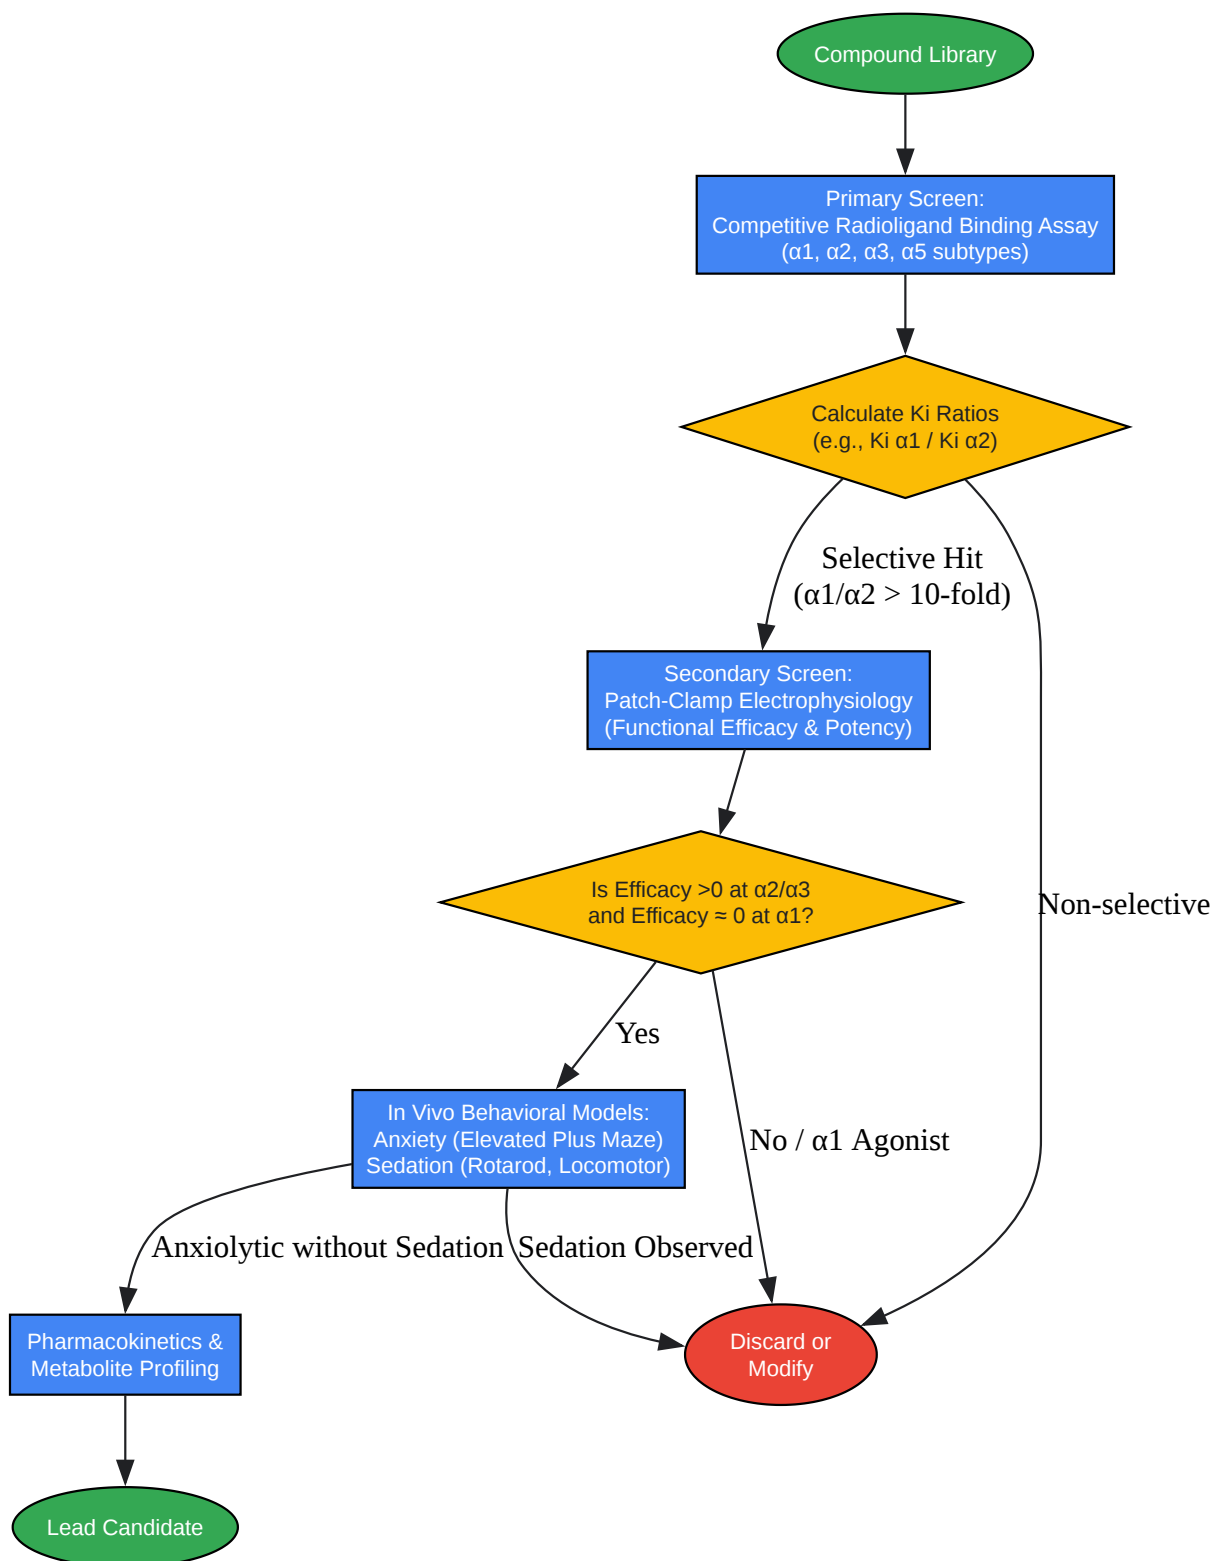 Compound Library
Primary Screen:
Competitive Radioligand Binding Assay
(α1, α2, α3, α5 subtypes)
Calculate Ki Ratios
(e.g., Ki α1 / Ki α2)
Selective Hit
(α1/α2 > 10-fold)
Secondary Screen:
Patch-Clamp Electrophysiology
(Functional Efficacy & Potency)
Is Efficacy >0 at α2/α3
and Efficacy ≈ 0 at α1?
Non-selective
Yes
In Vivo Behavioral Models:
Anxiety (Elevated Plus Maze)
Sedation (Rotarod, Locomotor)
No / α1 Agonist
Anxiolytic without Sedation
Sedation Observed
Pharmacokinetics &
Metabolite Profiling
Discard or
Modify
Lead Candidate